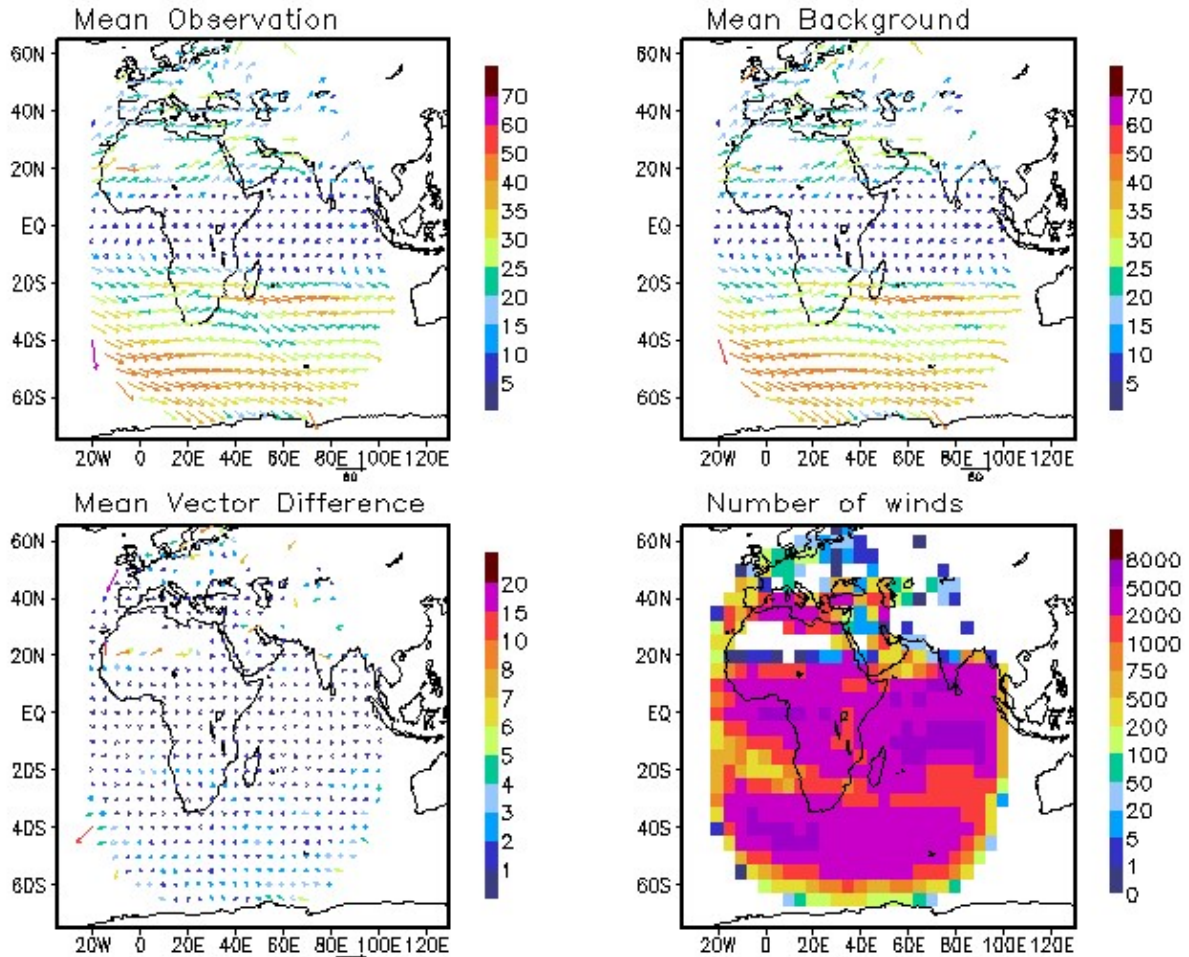 Mean Observation
60N
40N
20N
EQ
20S
40S
60S
20W 0 20E 40E 60E 80E 100E 120E
60
70
60
50
40
35
30
25
20
15
10
5
Mean Background
60N
40N
20N
EQ
20S
40S
60S
20W 0 20E 40E 60E 80E 100E 120E
60
70
60
50
40
35
30
25
20
15
10
5
Mean Vector Difference
60N
40N
20N
EQ
20S
40S
60S
20W 0 20E 40E 60E 80E 100E 120E
20
15
10
8
7
6
5
4
3
2
1
Number of winds
60N
40N
20N
EQ
20S
40S
60S
20W 0 20E 40E 60E 80E 100E 120E
8000
5000
2000
1000
750
500
200
100
50
20
5
1
0